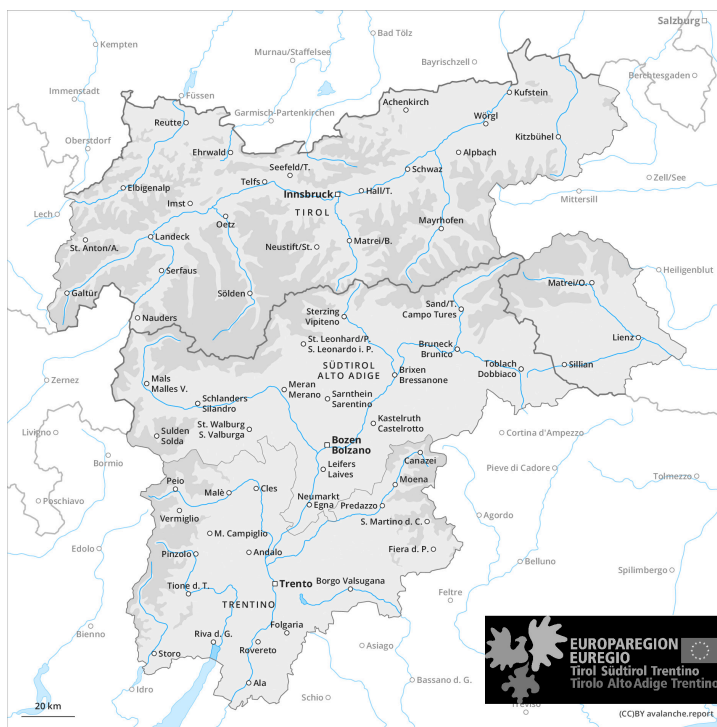 Salzburg
Kempten
Bad Tölz
Murnau/Staffelsee
Bayrischzell
Berchtesgaden
Immenstadt
Füssen
Kufstein
Achenkirch
Garmisch-Partenkirchen
Reutte
Wörgl
Oberstdorf
Kitzbühel
Ehrwald
Alpbach
Seefeld/T.
Schwaz
Zell/See
Telfs
Elbigenalp
Innsbruck
Hall/T.
Mittersill
Imst
TIROL
Lech
Oetz
Mayrhofen
Landeck
Matrei/B.
St. Anton/A.
Neustift/St.
Serfaus
Heiligenblut
Matrei/O.
Galtür
Sölden
Sand/T.
Campo Tures
Nauders
Sterzing
Vipiteno
Lienz
St. Leonhard/P.
S. Leonardo i. P.
Bruneck
Brunico
SÜDTIROL
ALTO ADIGE
Toblach
Dobbiaco
Sillian
Brixen
Bressanone
Zernez
Mals
Malles V.
Meran
Merano
Sarnthein
Sarentino
Schlanders
Silandro
Kastelruth
Castelrotto
St. Walburg
S. Valburga
Livigno
Sulden
Solda
Bozen
Bolzano
Cortina d'Ampezzo
Bormio
Canazei
Pieve di Cadore
Leifers
Laives
Tolmezzo
Peio
Moena
Malè
Cles
Poschiavo
Neumarkt
Egna
Predazzo
Vermiglio
Agordo
S. Martino d. C.
M. Campiglio
Edolo
Pinzolo
Andalo
Fiera d. P.
Belluno
Spilimbergo
Trento
Borgo Valsugana
Tione d. T.
Feltre
TRENTINO
Bienno
Folgaria
Riva d. G.
Rovereto
Asiago
Storo
Ala
Idro
Schio
Bassano d. G.
EUROPAREGION
EUREGIO
Tirol Südtirol Trentino
Tirolo Alto Adige Trentino
20 km
Treviso
(CC)BY avalanche.report